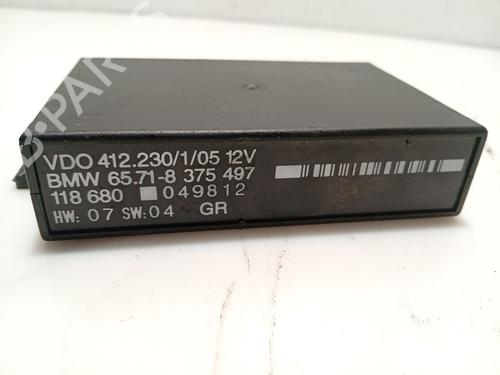 B-PARTS
VDO 412.230/1/05 12V
BMW 65.71-8 375 497
118 680 049812
HW: 07 SW: 04 GR